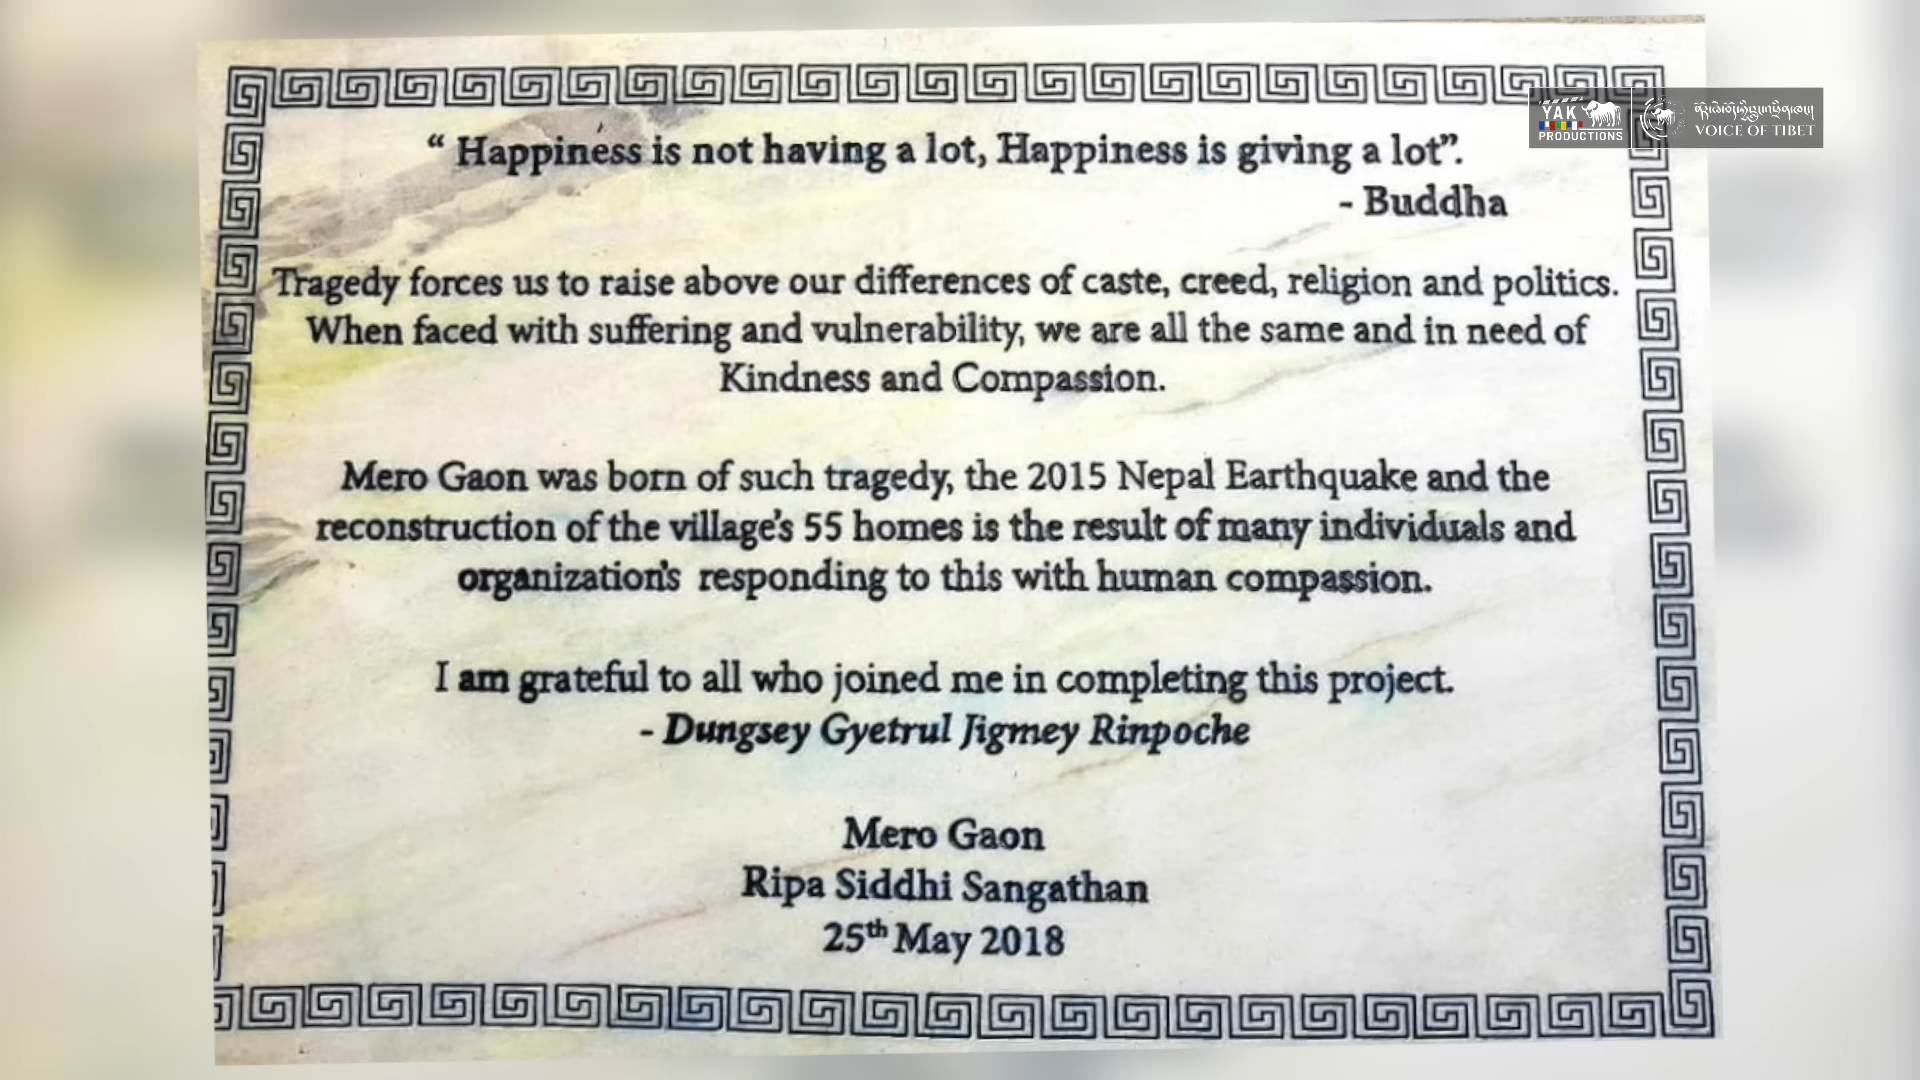 “ Happiness is not having a lot, Happiness is giving a lot”.
- Buddha
Tragedy forces us to raise above our differences of caste, creed, religion and politics.
When faced with suffering and vulnerability, we are all the same and in need of
Kindness and Compassion.
Mero Gaon was born of such tragedy, the 2015 Nepal Earthquake and the
reconstruction of the village’s 55 homes is the result of many individuals and
organization’s responding to this with human compassion.
I am grateful to all who joined me in completing this project.
- Dungsey Gyetrul Jigmey Rinpoche
Mero Gaon
Ripa Siddhi Sangathan
25th May 2018
YAK
PRODUCTIONS
VOICE OF TIBET